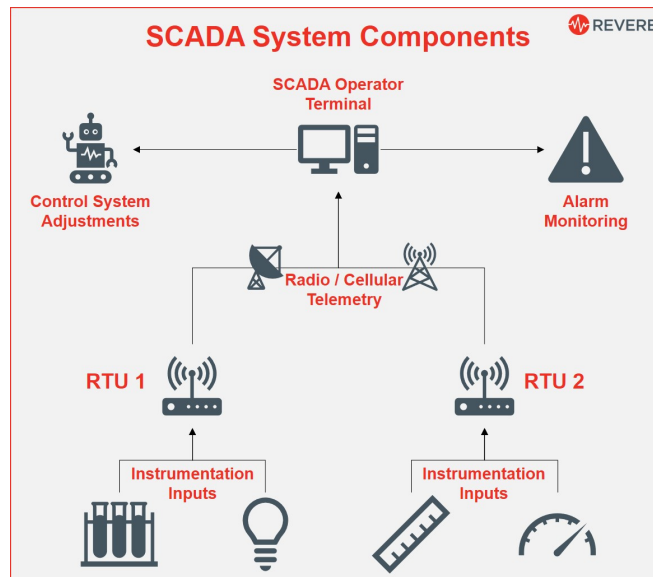 SCADA System Components
REVERE
SCADA Operator
Terminal
Control System
Adjustments
Alarm
Monitoring
Radio / Cellular
Telemetry
RTU 1
RTU 2
Instrumentation
Inputs
Instrumentation
Inputs